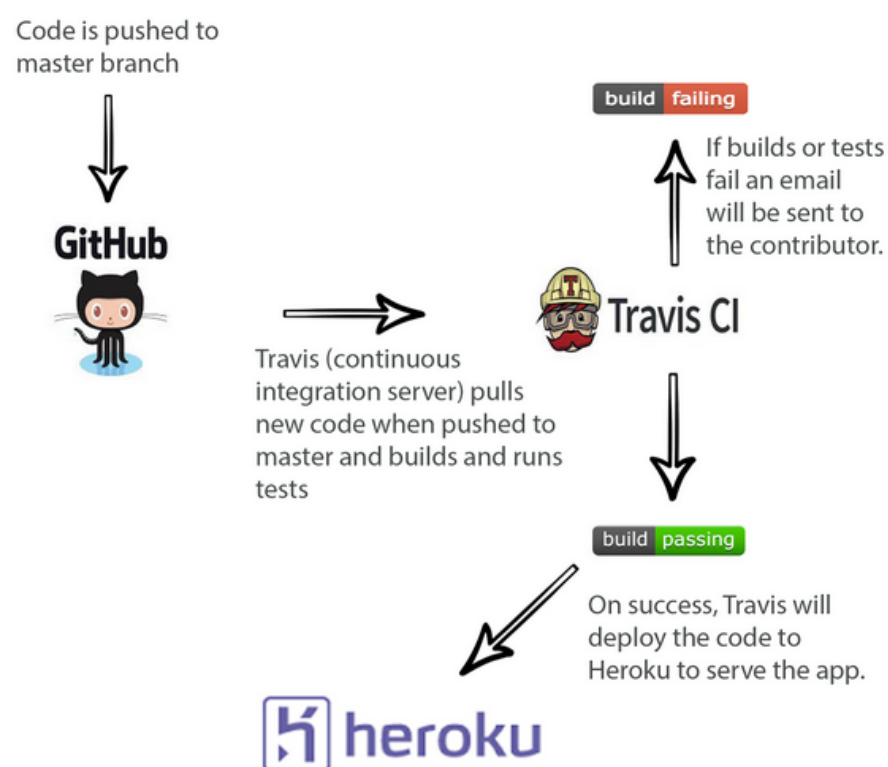 Code is pushed to
master branch
GitHub
build failing
If builds or tests
fail an email
will be sent to
the contributor.
T
Travis CI
Travis (continuous
integration server) pulls
new code when pushed to
master and builds and runs
tests
build passing
On success, Travis will
deploy the code to
Heroku to serve the app.
heroku